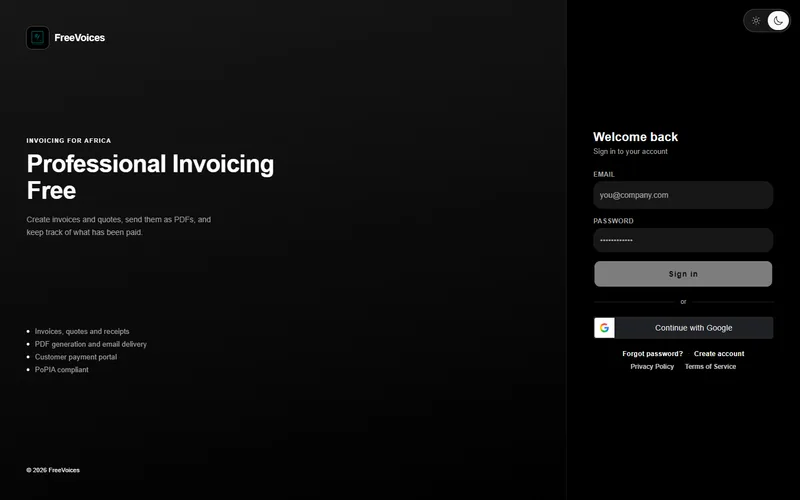 FreeVoices
INVOICING FOR AFRICA
Professional Invoicing
Free
Create invoices and quotes, send them as PDFs, and
keep track of what has been paid.
Invoices, quotes and receipts
PDF generation and email delivery
Customer payment portal
PoPIA compliant
© 2026 FreeVoices
Welcome back
Sign in to your account
EMAIL
you@company.com
PASSWORD
••••••••••••
Sign in
or
Continue with Google
Forgot password? Create account
Privacy Policy Terms of Service